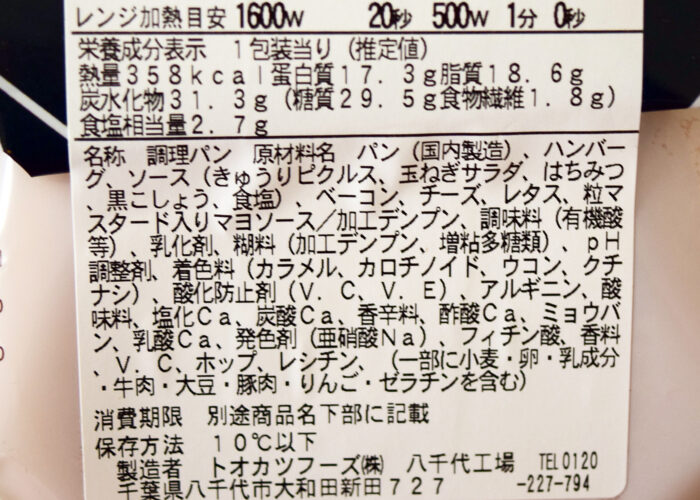 レンジ加熱目安 1600W 20秒 500W 1分 0秒
栄養成分表示 1包装当り (推定値)
熱量358kcal蛋白質17.3g脂質18.6g
炭水化物31.3g(糖質29.5g食物繊維1.8g)
食塩相当量2.7g
名称 調理パン 原材料名 パン(国内製造)、ハンバー
グ、ソース(きゅうりピクルス、玉ねぎサラダ、はちみつ
、黒こしょう、食塩)、ベーコン、チーズ、レタス、粒マ
スタード入りマヨソース/加工デンプン、調味料(有機酸
等)、乳化剤、糊料(加工デンプン、増粘多糖類)、pH
調整剤、着色料(カラメル、カロチノイド、ウコン、クチ
ナシ)、酸化防止剤(V.C、V.E)、アルギニン、酸
味料、塩化Ca、炭酸Ca、香辛料、酢酸Ca、ミョウバ
ン、乳酸Ca、発色剤(亜硝酸Na)、フィチン酸、香料
、V.C、ホップ、レシチン、(一部に小麦・卵・乳成分
・牛肉・大豆・豚肉・りんご・ゼラチンを含む)
消費期限 別途商品名下部に記載
保存方法 10℃以下
製造者 トオカツフーズ㈱ 八千代工場 TEL0120
千葉県八千代市大和田新田727 -227-794